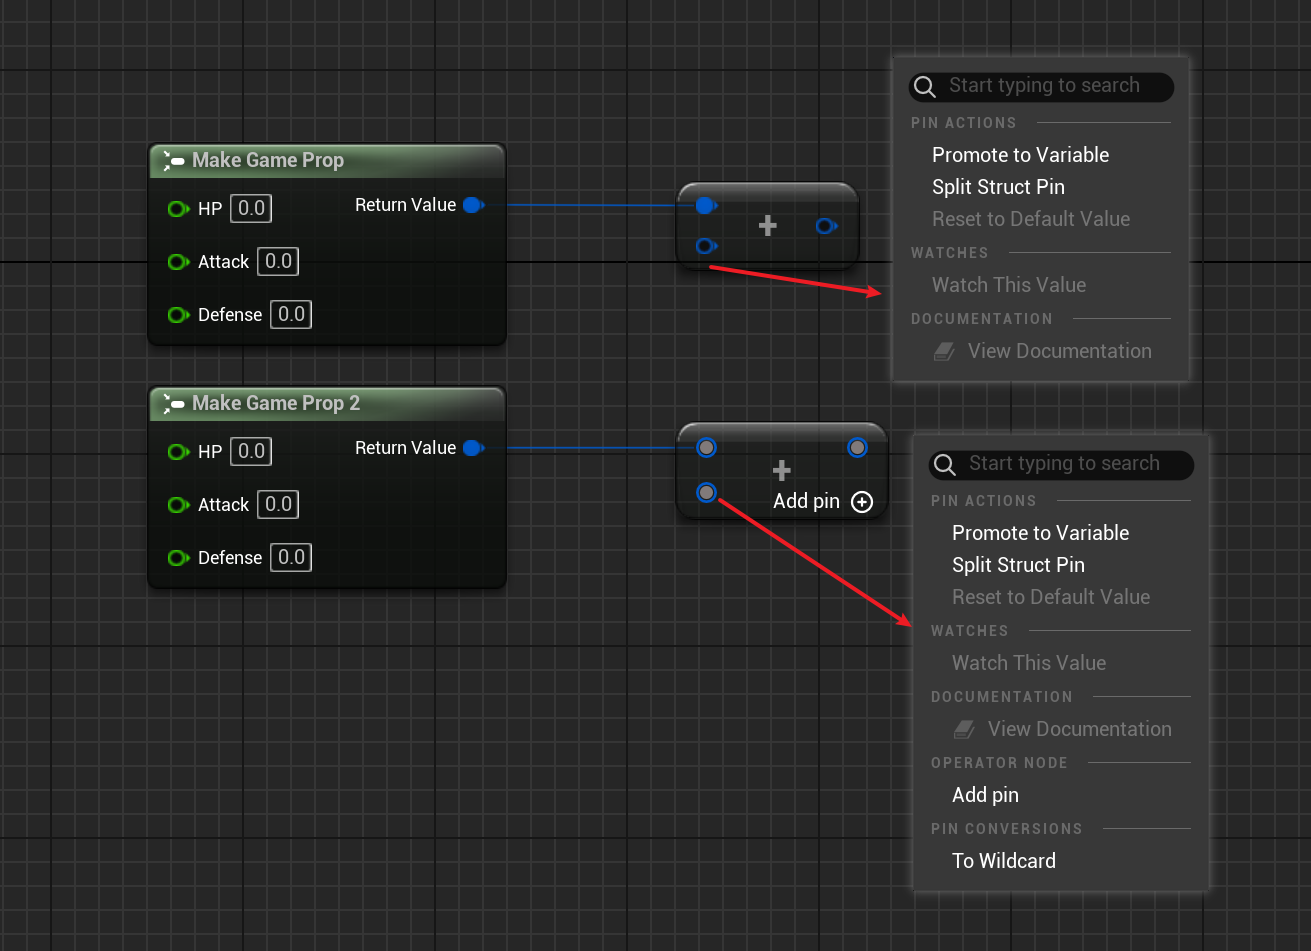 Make Game Prop
HP 0.0
Return Value
Attack 0.0
Defense 0.0
+
Start typing to search
PIN ACTIONS
Promote to Variable
Split Struct Pin
Reset to Default Value
WATCHES
Watch This Value
DOCUMENTATION
View Documentation
Make Game Prop 2
HP 0.0
Return Value
Attack 0.0
Defense 0.0
+
Add pin
Start typing to search
PIN ACTIONS
Promote to Variable
Split Struct Pin
Reset to Default Value
WATCHES
Watch This Value
DOCUMENTATION
View Documentation
OPERATOR NODE
Add pin
PIN CONVERSIONS
To Wildcard